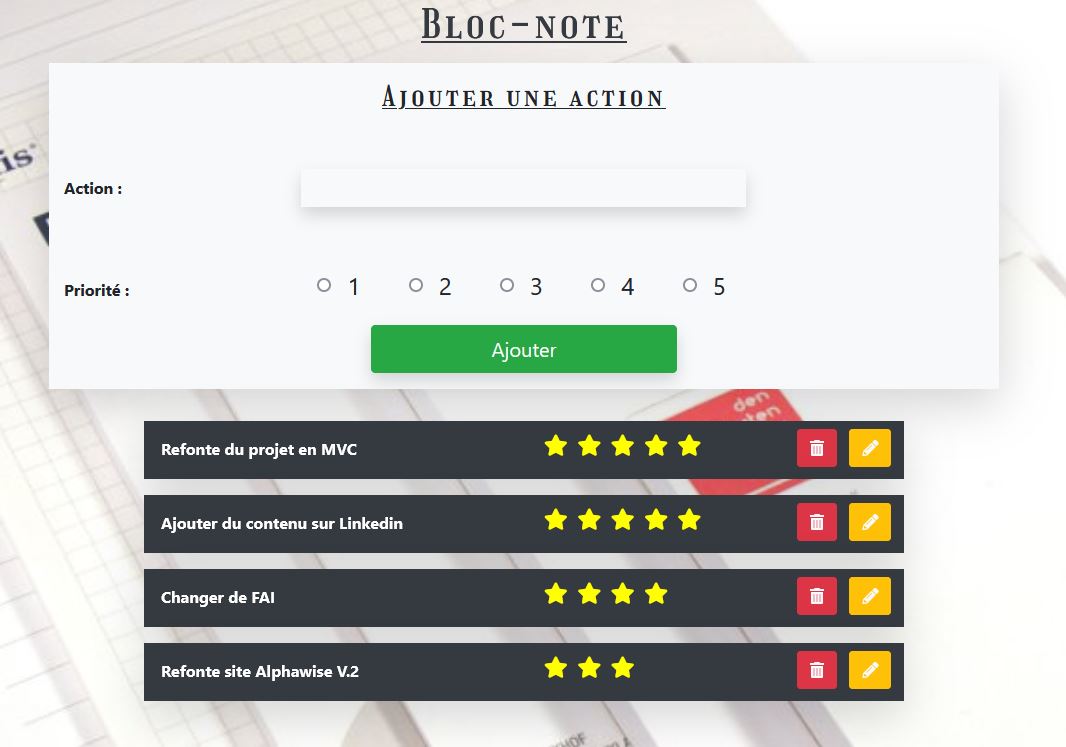 Bloc-note
Ajouter une action
Action :
Priorité :
1 2 3 4 5
Ajouter
den
Refonte du projet en MVC
Ajouter du contenu sur Linkedin
Changer de FAI
Refonte site Alphawise V.2